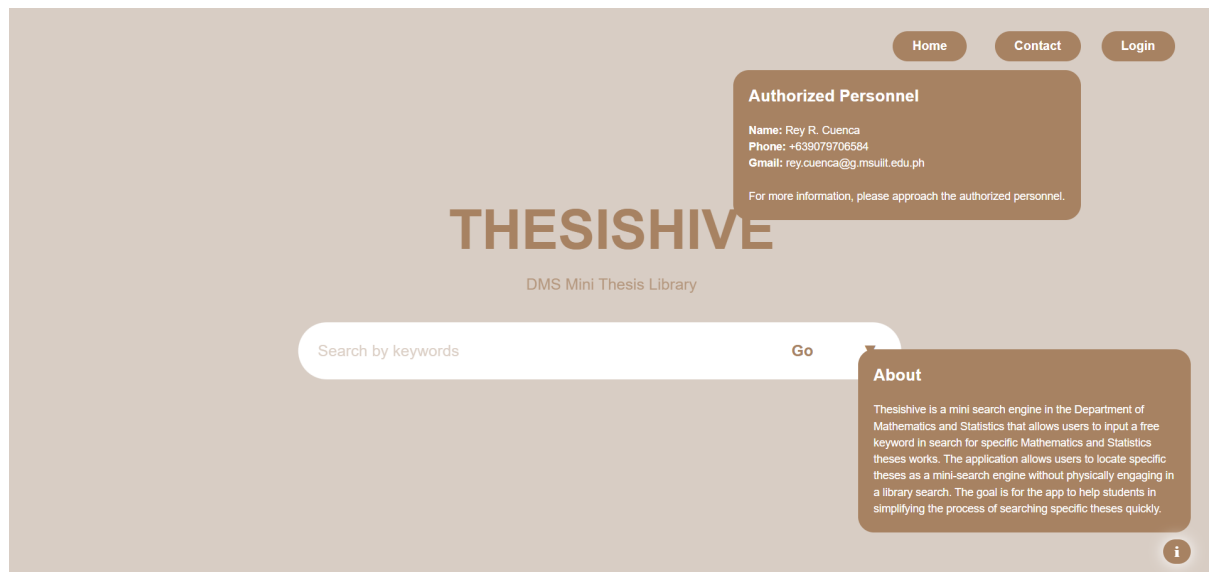 Home
Contact
Login
Authorized Personnel
Name: Rey R. Cuenca
Phone: +639079706584
Gmail: rey.cuenca@g.msuiit.edu.ph
For more information, please approach the authorized personnel.
THESISHIVE
DMS Mini Thesis Library
Search by keywords
Go
About
Thesishive is a mini search engine in the Department of
Mathematics and Statistics that allows users to input a free
keyword in search for specific Mathematics and Statistics
theses works. The application allows users to locate specific
theses as a mini-search engine without physically engaging in
a library search. The goal is for the app to help students in
simplifying the process of searching specific theses quickly.
i